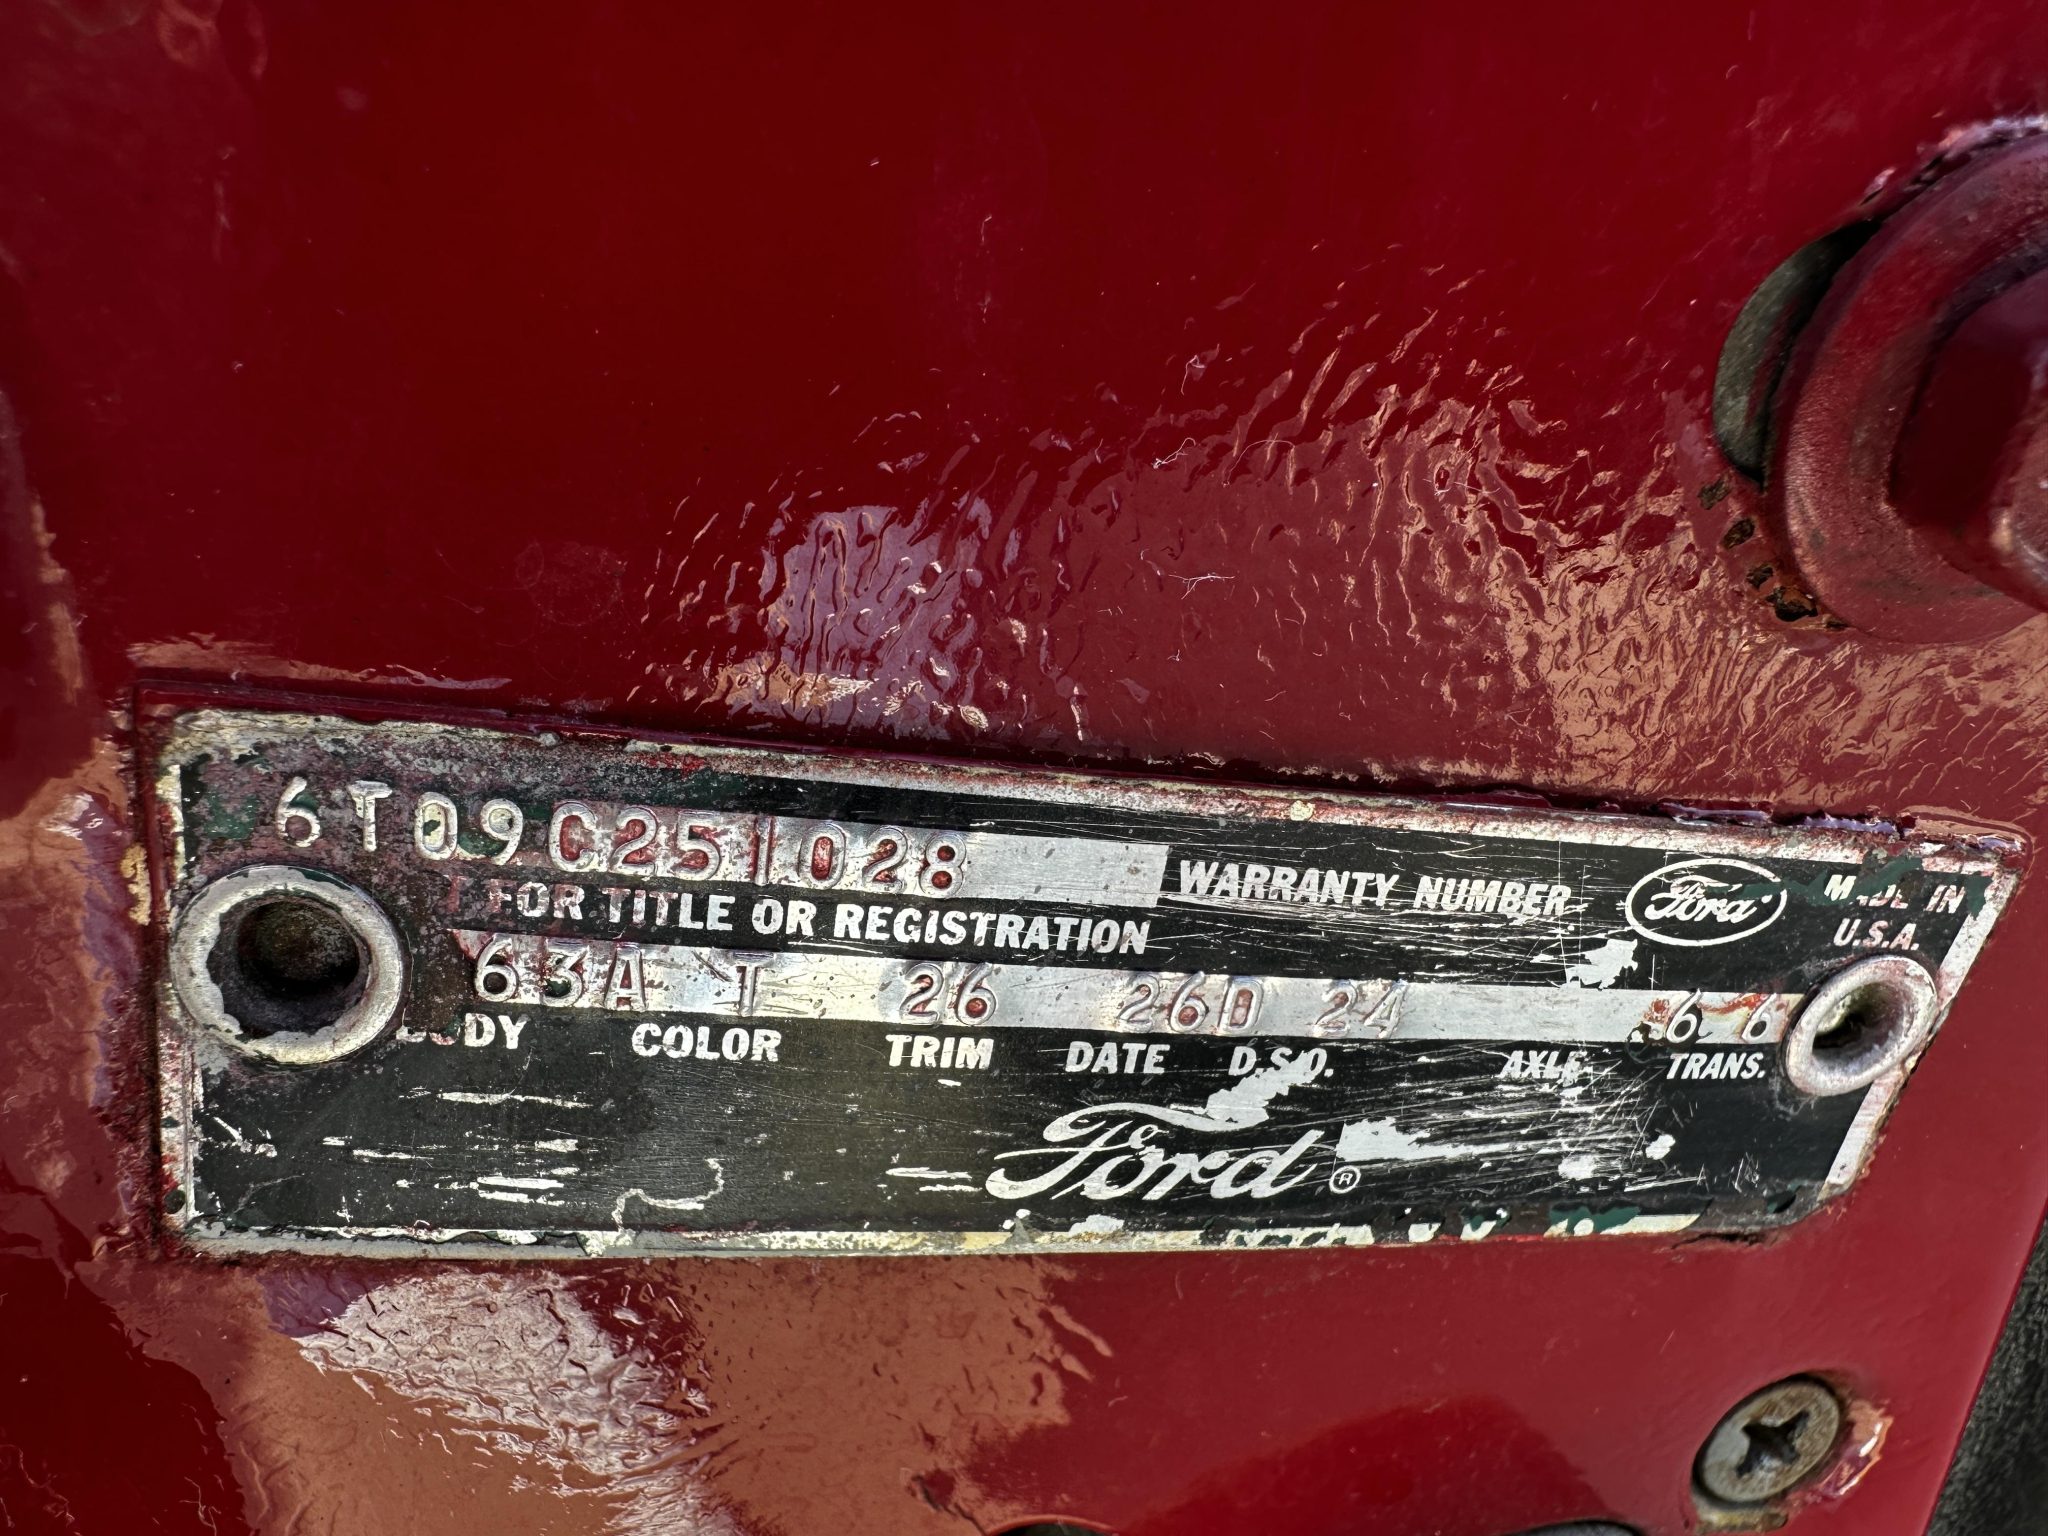 6T09C251028
FOR TITLE OR REGISTRATION
WARRANTY NUMBER
Ford
MADE IN
U.S.A.
63A T 26 26D 24 6 6
BODY COLOR TRIM DATE D.S.O. AXLE TRANS.
Ford ®